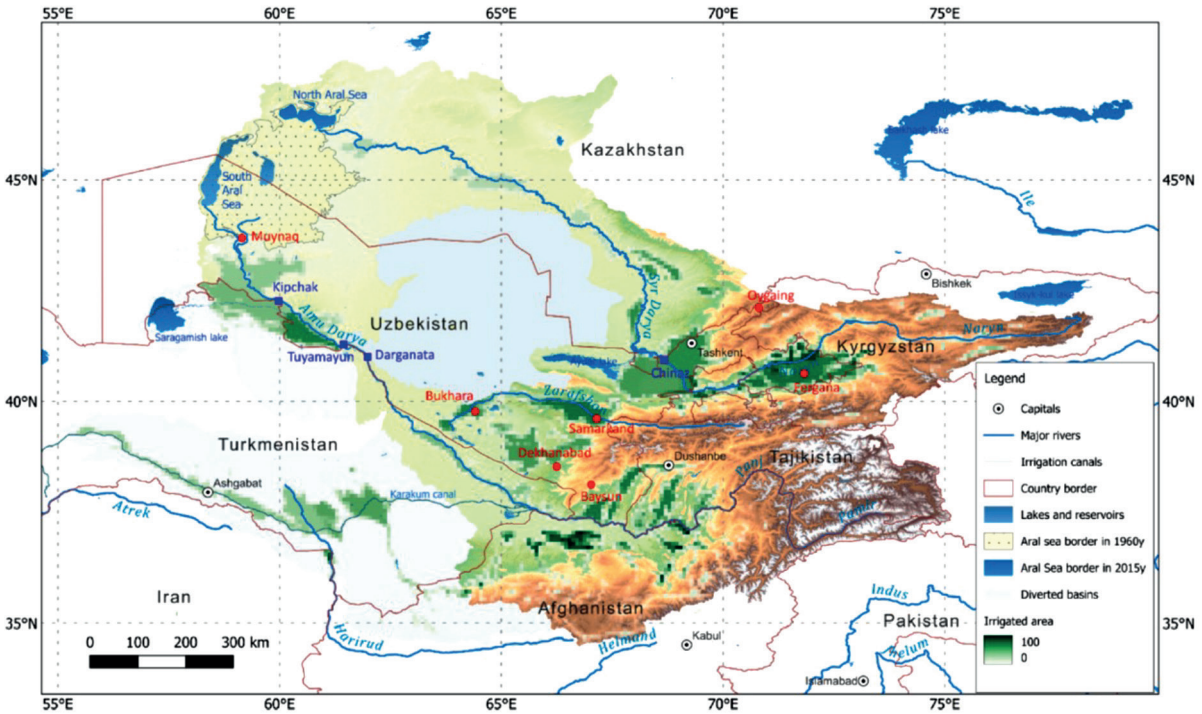 55°E 60°E 65°E 70°E 75°E
North Aral Sea
Kazakhstan
45°N 45°N
South
Aral
Sea
Ile
Muynaq
Bishkek
Kipchak
Oygaing
Syr Darya
Saragamish lake
Amu Darya
Uzbekistan
Naryn
Tashkent
Kyrgyzstan
Tuyamuyun
Darganata
Chinaz
Fergana
40°N 40°N
Bukhara
Zarafshon
Samarkand
Turkmenistan
Dekhanabad
Dushanbe
Tajikistan
Panj
Ashgabat
Karakum canal
Baysun
Atrek
Pamir
Iran
Afghanistan
Indus
Pakistan
35°N 35°N
Harirud
Helmand
Kabul
Islamabad
0 100 200 300 km
Legend
Capitals
Major rivers
Irrigation canals
Country border
Lakes and reservoirs
Aral sea border in 1960y
Aral Sea border in 2015y
Diverted basins
Irrigated area
100
0
55°E 60°E 65°E 70°E 75°E